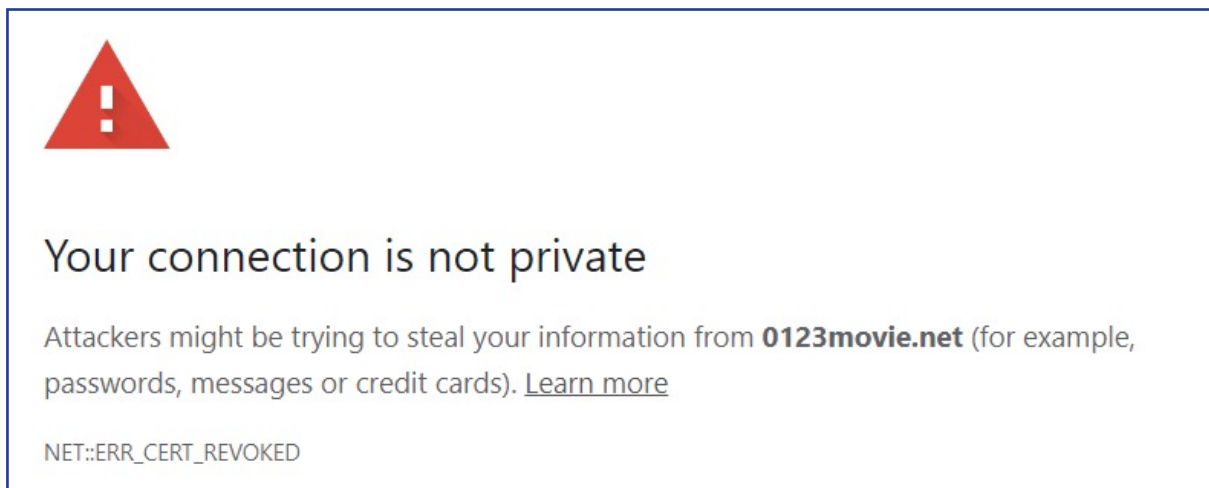 Your connection is not private
Attackers might be trying to steal your information from 0123movie.net (for example,
passwords, messages or credit cards). Learn more
NET::ERR_CERT_REVOKED